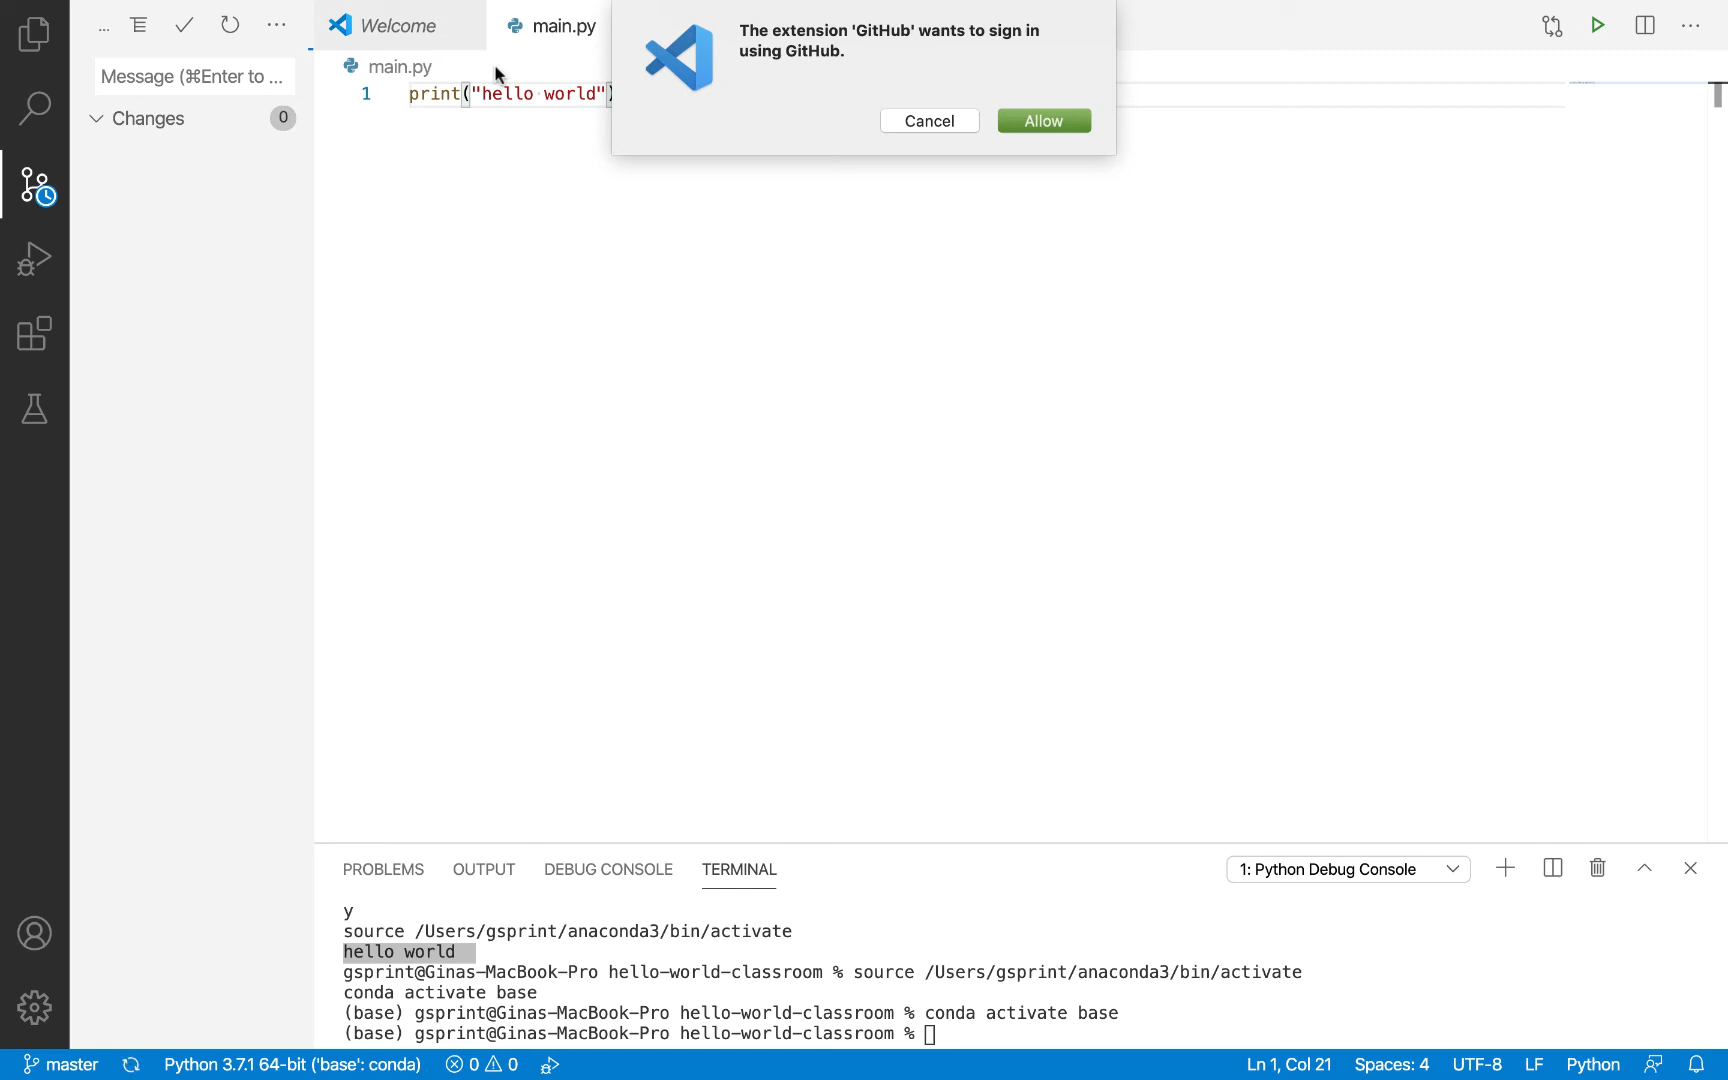 Welcome
main.py
The extension 'GitHub' wants to sign in
using GitHub.
Cancel
Allow
Message (⌘Enter to ...
main.py
1 print("hello world")
Changes
0
PROBLEMS OUTPUT DEBUG CONSOLE TERMINAL
1: Python Debug Console
y
source /Users/gsprint/anaconda3/bin/activate
hello world
gsprint@Ginas-MacBook-Pro hello-world-classroom % source /Users/gsprint/anaconda3/bin/activate
conda activate base
(base) gsprint@Ginas-MacBook-Pro hello-world-classroom % conda activate base
(base) gsprint@Ginas-MacBook-Pro hello-world-classroom %
master Python 3.7.1 64-bit ('base': conda) 0 0 Ln 1, Col 21 Spaces: 4 UTF-8 LF Python